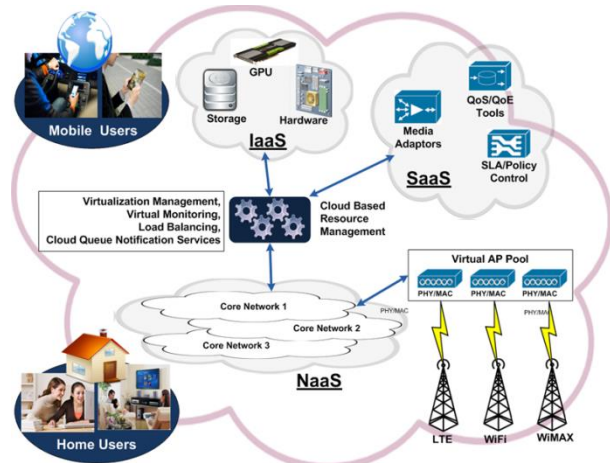 Mobile Users
GPU
Storage
Hardware
IaaS
Media
Adaptors
QoS/QoE
Tools
SLA/Policy
Control
SaaS
Virtualization Management,
Virtual Monitoring,
Load Balancing,
Cloud Queue Notification Services
Cloud Based
Resource
Management
Virtual AP Pool
PHY/MAC
PHY/MAC
PHY/MAC
Core Network 1
PHY/MAC
PHY/MAC
Core Network 2
Core Network 3
NaaS
Home Users
LTE
WiFi
WiMAX